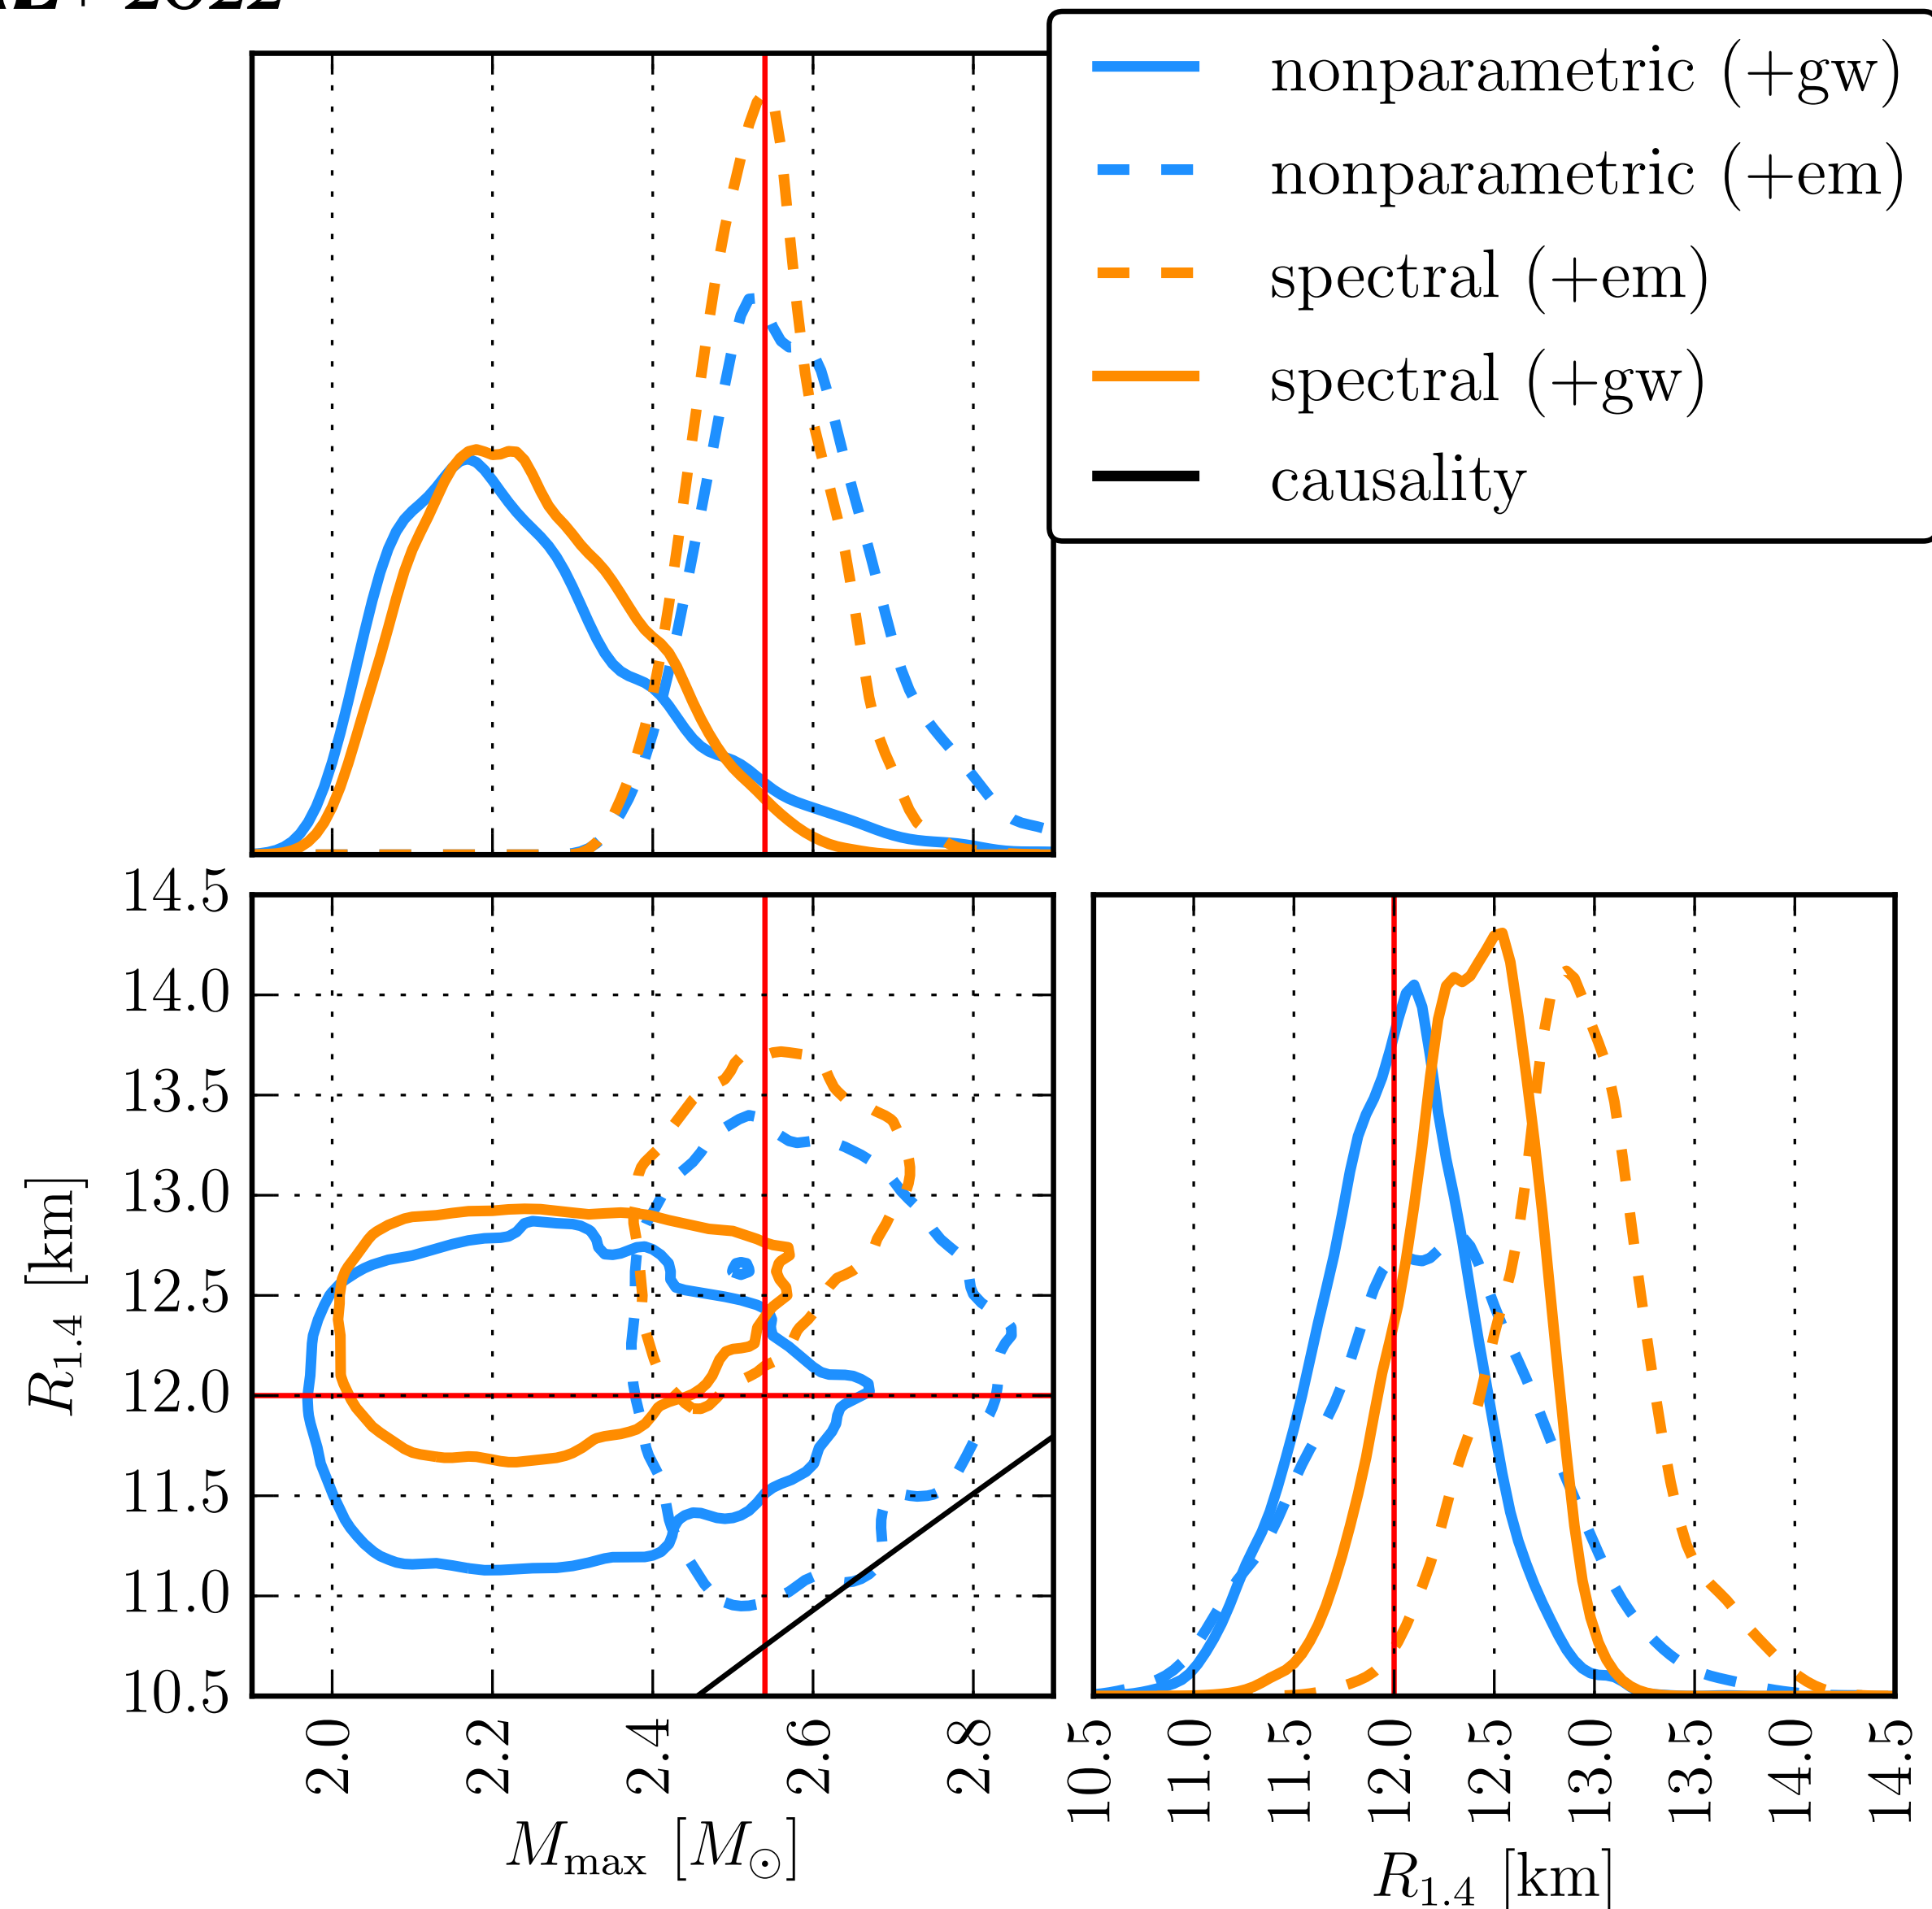 2022
nonparametric (+gw)
nonparametric (+em)
spectral (+em)
spectral (+gw)
causality
14.5
14.0
13.5
13.0
12.5
12.0
11.5
11.0
10.5
R1.4 [km]
2.0 2.2 2.4 2.6 2.8
Mmax [M⊙]
10.5 11.0 11.5 12.0 12.5 13.0 13.5 14.0 14.5
R1.4 [km]